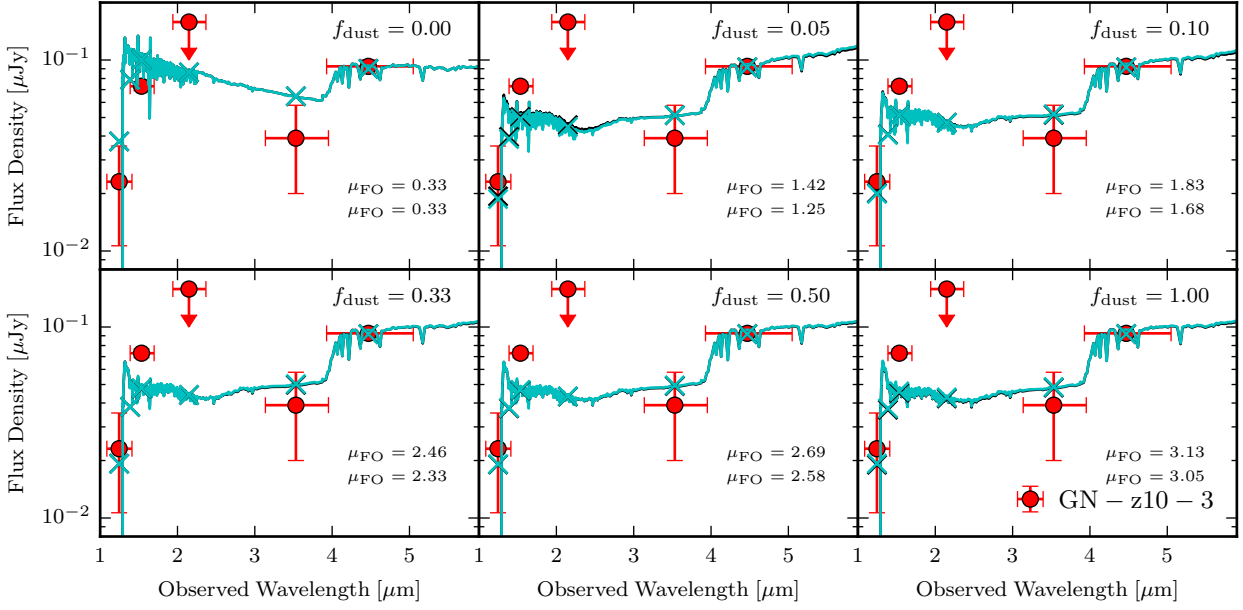 f_dust = 0.00
f_dust = 0.05
f_dust = 0.10
10⁻¹
Flux Density [μJy]
μ_FO = 0.33
μ_FO = 0.33
μ_FO = 1.42
μ_FO = 1.25
μ_FO = 1.83
μ_FO = 1.68
10⁻²
f_dust = 0.33
f_dust = 0.50
f_dust = 1.00
10⁻¹
Flux Density [μJy]
μ_FO = 2.46
μ_FO = 2.33
μ_FO = 2.69
μ_FO = 2.58
μ_FO = 3.13
μ_FO = 3.05
GN − z10 − 3
10⁻²
1 2 3 4 5
1 2 3 4 5
1 2 3 4 5
Observed Wavelength [μm]
Observed Wavelength [μm]
Observed Wavelength [μm]